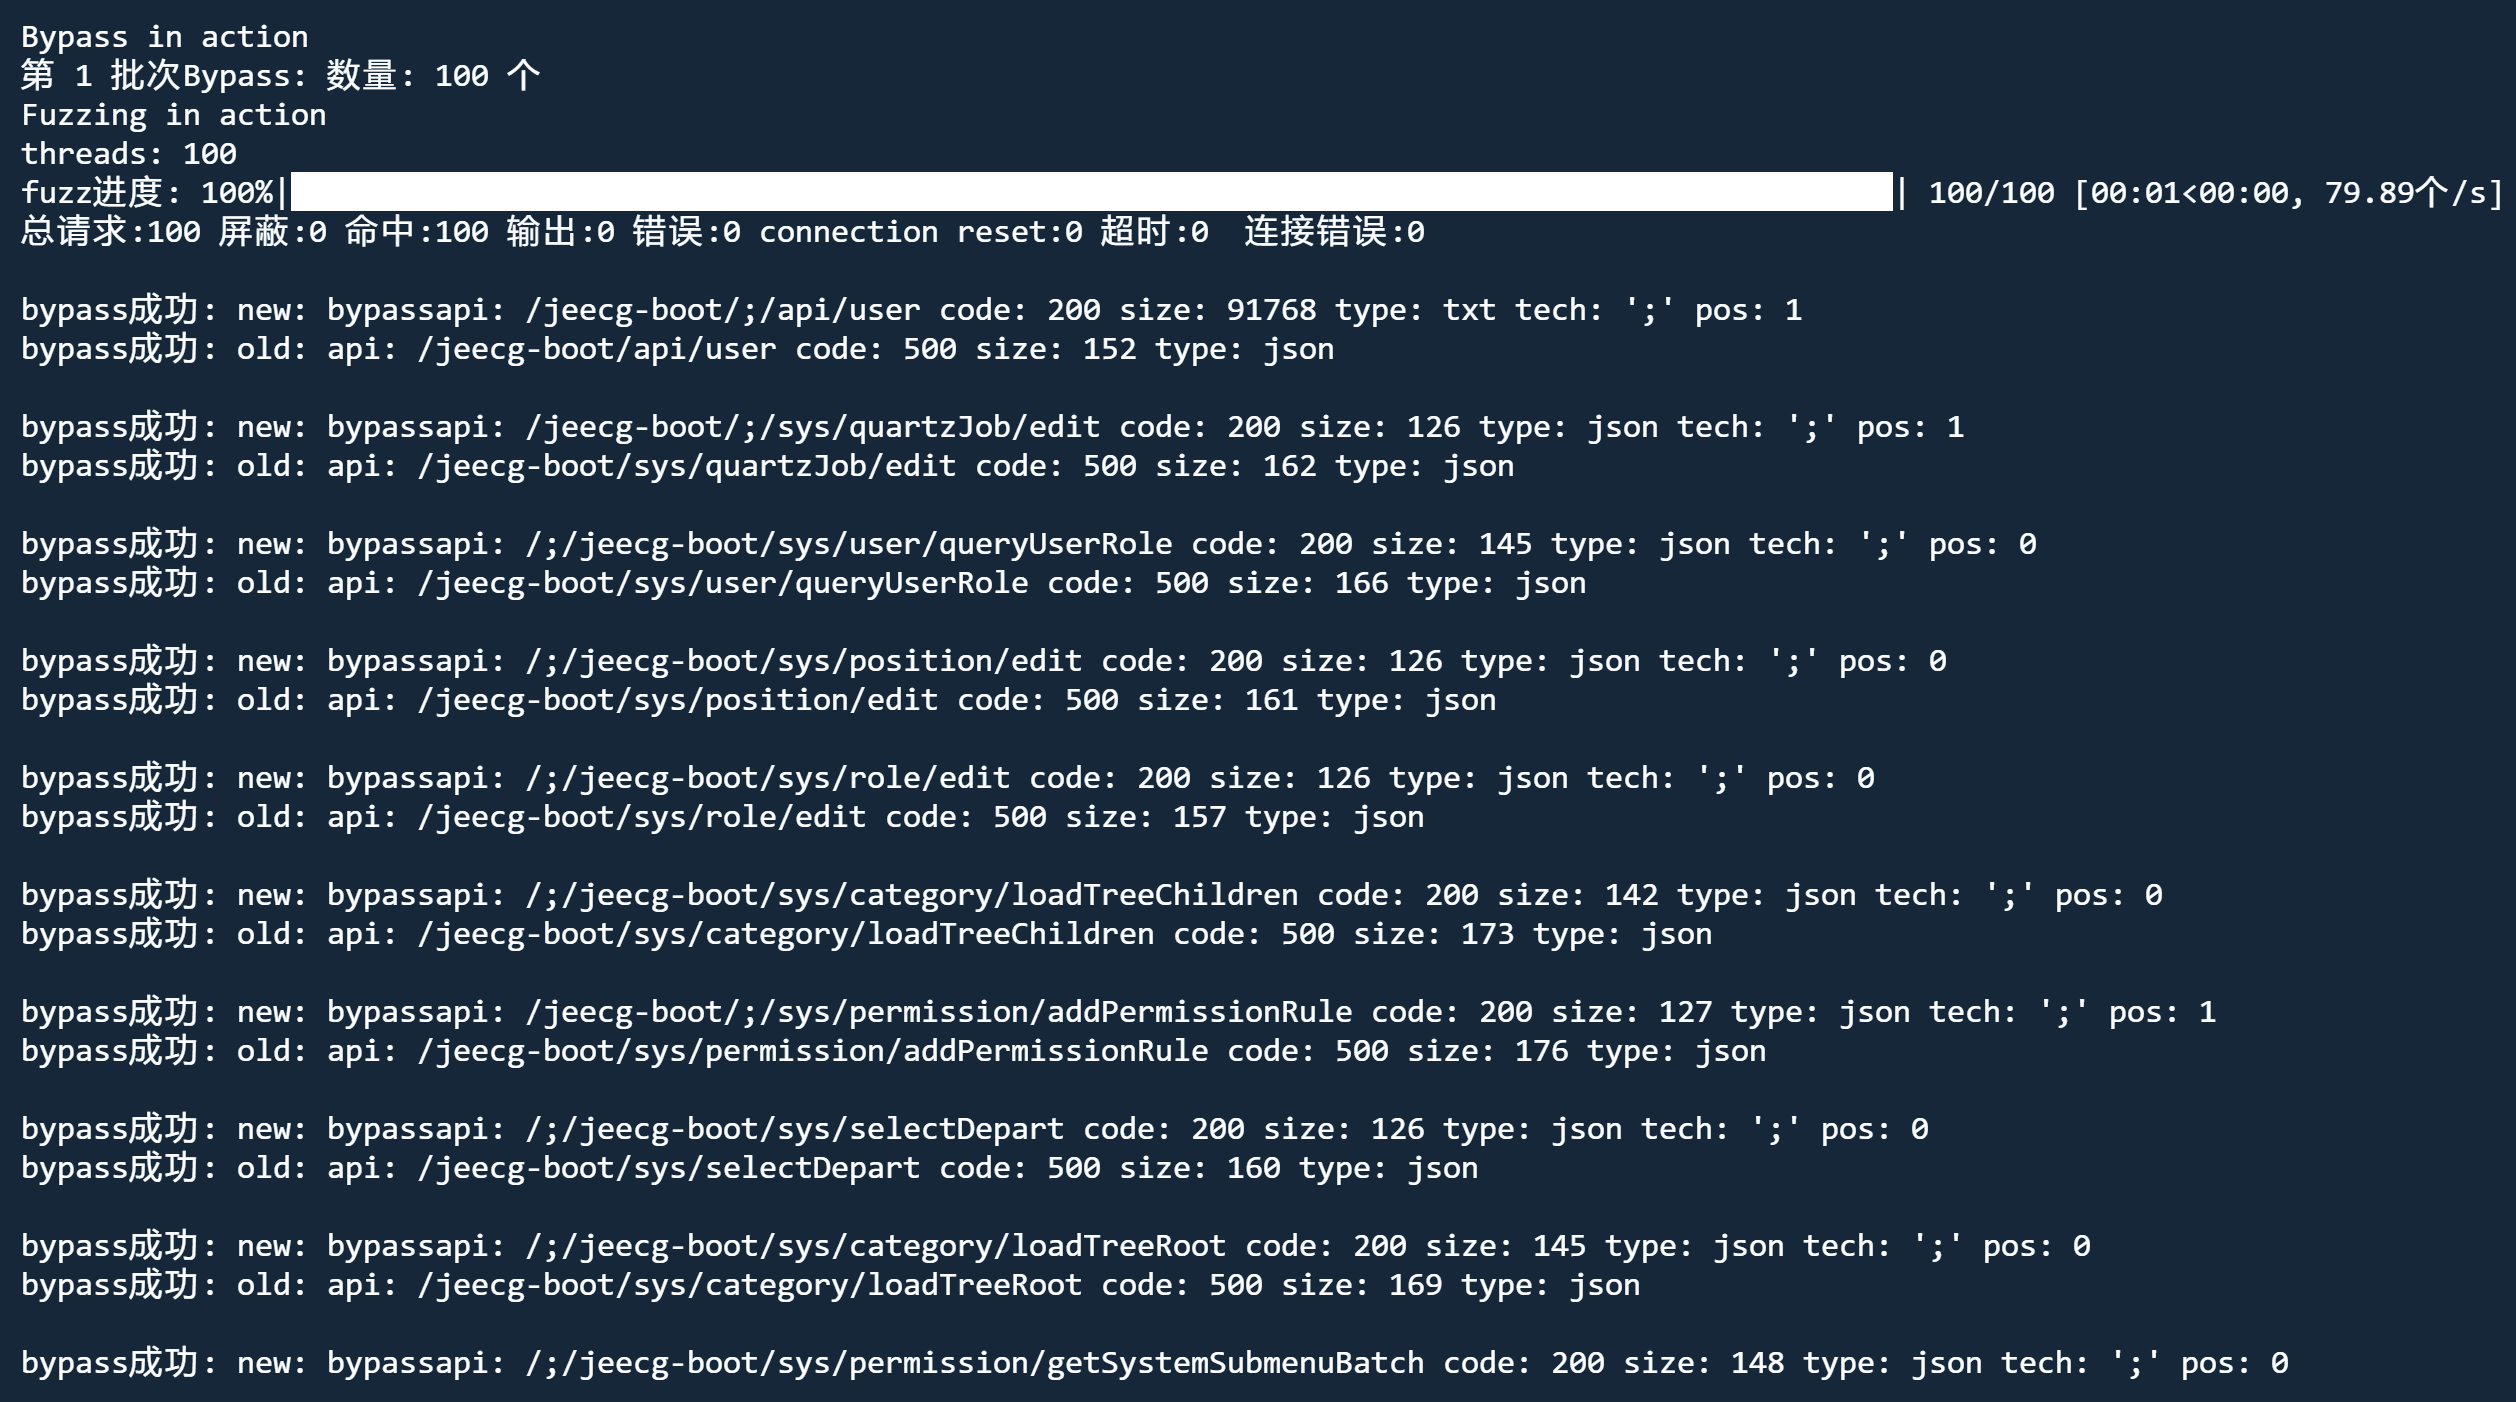 Bypass in action
第 1 批次Bypass: 数量: 100 个
Fuzzing in action
threads: 100
fuzz进度: 100%| | 100/100 [00:01<00:00, 79.89个/s]
总请求:100 屏蔽:0 命中:100 输出:0 错误:0 connection reset:0 超时:0  连接错误:0
bypass成功: new: bypassapi: /jeecg-boot/;/api/user code: 200 size: 91768 type: txt tech: ';' pos: 1
bypass成功: old: api: /jeecg-boot/api/user code: 500 size: 152 type: json
bypass成功: new: bypassapi: /jeecg-boot/;/sys/quartzJob/edit code: 200 size: 126 type: json tech: ';' pos: 1
bypass成功: old: api: /jeecg-boot/sys/quartzJob/edit code: 500 size: 162 type: json
bypass成功: new: bypassapi: /;/jeecg-boot/sys/user/queryUserRole code: 200 size: 145 type: json tech: ';' pos: 0
bypass成功: old: api: /jeecg-boot/sys/user/queryUserRole code: 500 size: 166 type: json
bypass成功: new: bypassapi: /;/jeecg-boot/sys/position/edit code: 200 size: 126 type: json tech: ';' pos: 0
bypass成功: old: api: /jeecg-boot/sys/position/edit code: 500 size: 161 type: json
bypass成功: new: bypassapi: /;/jeecg-boot/sys/role/edit code: 200 size: 126 type: json tech: ';' pos: 0
bypass成功: old: api: /jeecg-boot/sys/role/edit code: 500 size: 157 type: json
bypass成功: new: bypassapi: /;/jeecg-boot/sys/category/loadTreeChildren code: 200 size: 142 type: json tech: ';' pos: 0
bypass成功: old: api: /jeecg-boot/sys/category/loadTreeChildren code: 500 size: 173 type: json
bypass成功: new: bypassapi: /jeecg-boot/;/sys/permission/addPermissionRule code: 200 size: 127 type: json tech: ';' pos: 1
bypass成功: old: api: /jeecg-boot/sys/permission/addPermissionRule code: 500 size: 176 type: json
bypass成功: new: bypassapi: /;/jeecg-boot/sys/selectDepart code: 200 size: 126 type: json tech: ';' pos: 0
bypass成功: old: api: /jeecg-boot/sys/selectDepart code: 500 size: 160 type: json
bypass成功: new: bypassapi: /;/jeecg-boot/sys/category/loadTreeRoot code: 200 size: 145 type: json tech: ';' pos: 0
bypass成功: old: api: /jeecg-boot/sys/category/loadTreeRoot code: 500 size: 169 type: json
bypass成功: new: bypassapi: /;/jeecg-boot/sys/permission/getSystemSubmenuBatch code: 200 size: 148 type: json tech: ';' pos: 0